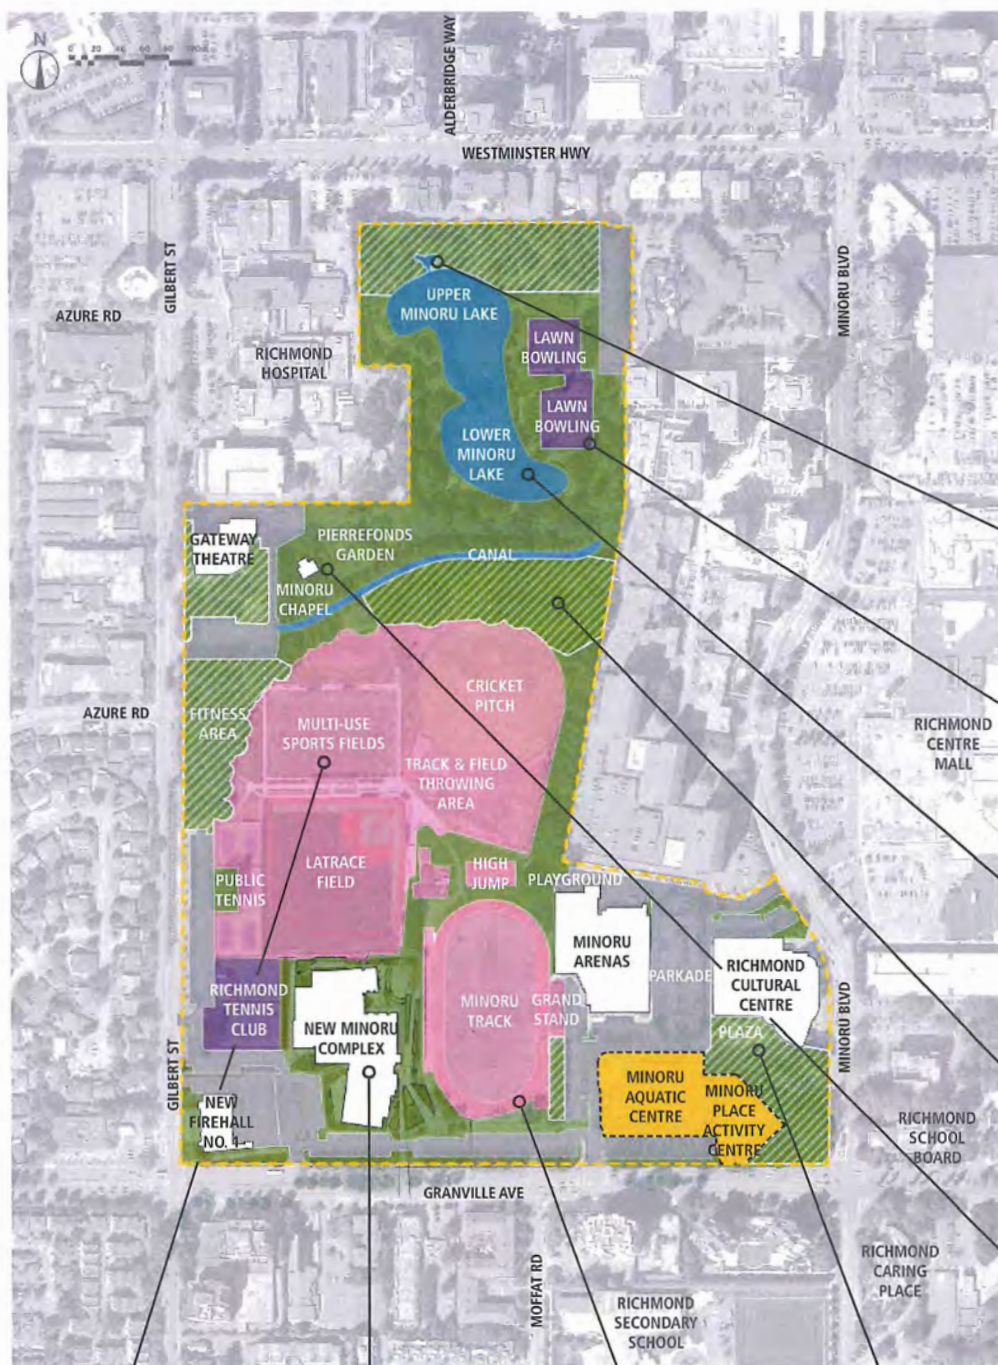 N
0 20 40 60 80
ALDERBRIDGE WAY
WESTMINSTER HWY
GILBERT ST
MINORU BLVD
AZURE RD
UPPER
MINORU LAKE
RICHMOND
HOSPITAL
LAWN
BOWLING
LAWN
BOWLING
LOWER
MINORU
LAKE
GATEWAY
THEATRE
PIERREFONDS
GARDEN
CANAL
MINORU
CHAPEL
CRICKET
PITCH
AZURE RD
FITNESS
AREA
MULTI-USE
SPORTS FIELDS
RICHMOND
CENTRE
MALL
TRACK & FIELD
THROWING
AREA
LATRACE
FIELD
HIGH
JUMP
PLAYGROUND
PUBLIC
TENNIS
MINORU
ARENAS
PARKADE
RICHMOND
CULTURAL
CENTRE
RICHMOND
TENNIS
CLUB
MINORU
TRACK
GRAND
STAND
NEW MINORU
COMPLEX
PLAZA
MINORU BLVD
GILBERT ST
MINORU
AQUATIC
CENTRE
MINORU
PLACE
ACTIVITY
CENTRE
NEW
FIREHALL
NO. 1
RICHMOND
SCHOOL
BOARD
GRANVILLE AVE
MOFFAT RD
RICHMOND
CARING
PLACE
RICHMOND
SECONDARY
SCHOOL